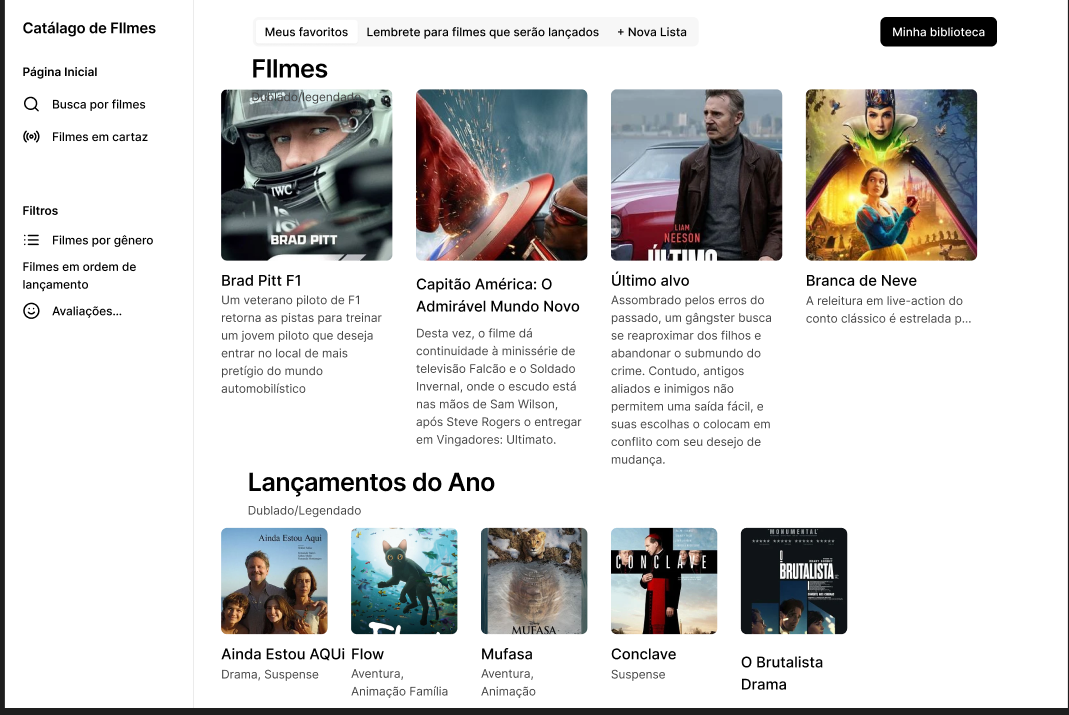 Catálago de FIlmes
Página Inicial
Busca por filmes
Filmes em cartaz
Filtros
Filmes por gênero
Filmes em ordem de
lançamento
Avaliações...
Meus favoritos
Lembrete para filmes que serão lançados
+ Nova Lista
Minha biblioteca
FIlmes
Dublado/legendado
IWC
BRAD PITT
LIAM
NEESON
ÚLTIMO
Brad Pitt F1
Um veterano piloto de F1
retorna as pistas para treinar
um jovem piloto que deseja
entrar no local de mais
pretígio do mundo
automobilístico
Capitão América: O
Admirável Mundo Novo
Desta vez, o filme dá
continuidade à minissérie de
televisão Falcão e o Soldado
Invernal, onde o escudo está
nas mãos de Sam Wilson,
após Steve Rogers o entregar
em Vingadores: Ultimato.
Último alvo
Assombrado pelos erros do
passado, um gângster busca
se reaproximar dos filhos e
abandonar o submundo do
crime. Contudo, antigos
aliados e inimigos não
permitem uma saída fácil, e
suas escolhas o colocam em
conflito com seu desejo de
mudança.
Branca de Neve
A releitura em live-action do
conto clássico é estrelada p...
Lançamentos do Ano
Dublado/Legendado
Ainda Estou Aqui
MUFASA
CONCLAVE
"MONUMENTAL"
BRUTALISTA
Ainda Estou AQUi
Drama, Suspense
Flow
Aventura,
Animação Família
Mufasa
Aventura,
Animação
Conclave
Suspense
O Brutalista
Drama